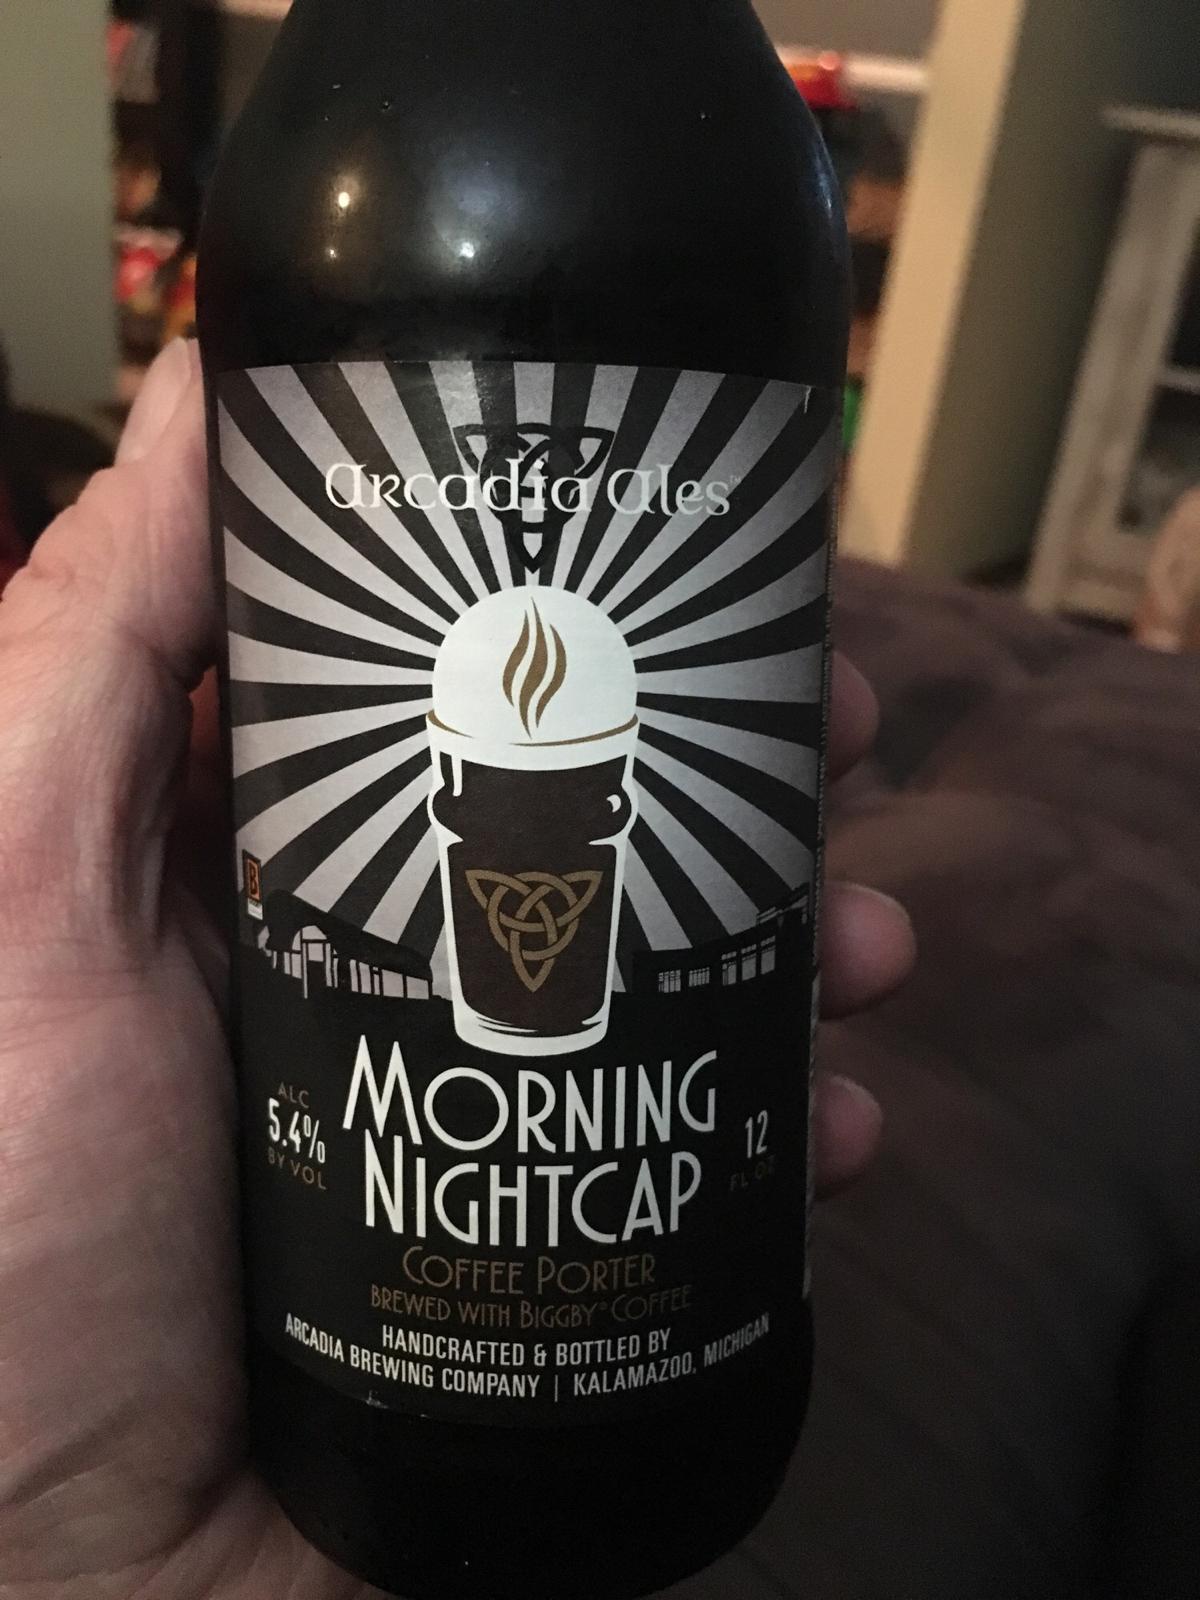 Arcadia Ales™
B
MORNING
NIGHTCAP
ALC
5.4%
BY VOL
12
FL OZ
COFFEE PORTER
BREWED WITH BIGGBY® COFFEE
HANDCRAFTED & BOTTLED BY
ARCADIA BREWING COMPANY | KALAMAZOO, MICHIGAN